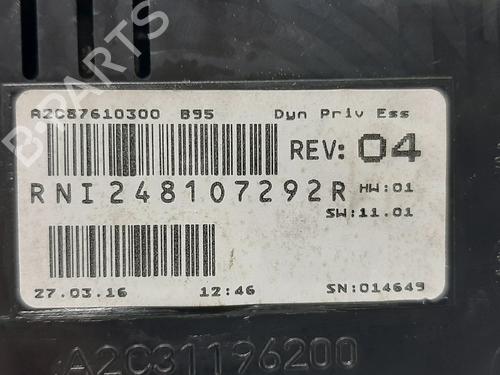 A2C87610300 B95 Dyn Priv Ess
REV: 04
RNI248107292R HW:01
SW:11.01
27.03.16 12:46 SN:014649
A2C31196200
B-PARTS